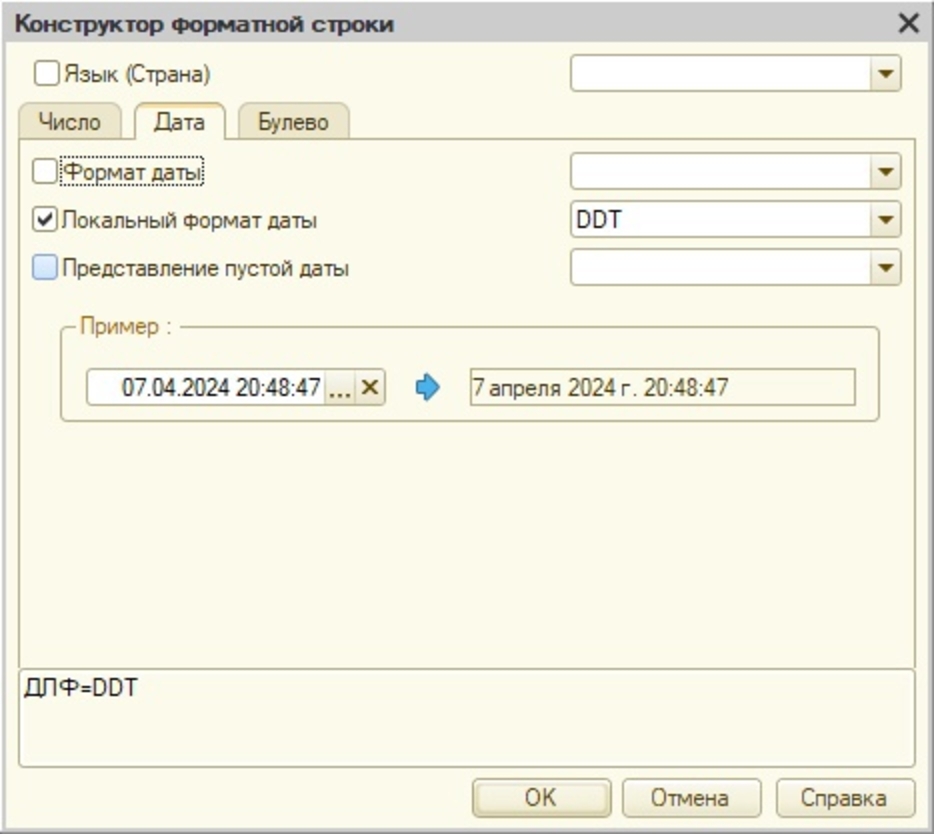 Конструктор форматной строки
Язык (Страна)
Число Дата Булево
Формат даты
Локальный формат даты DDT
Представление пустой даты
Пример :
07.04.2024 20:48:47 ... 7 апреля 2024 г. 20:48:47
ДЛФ=DDT
OK Отмена Справка